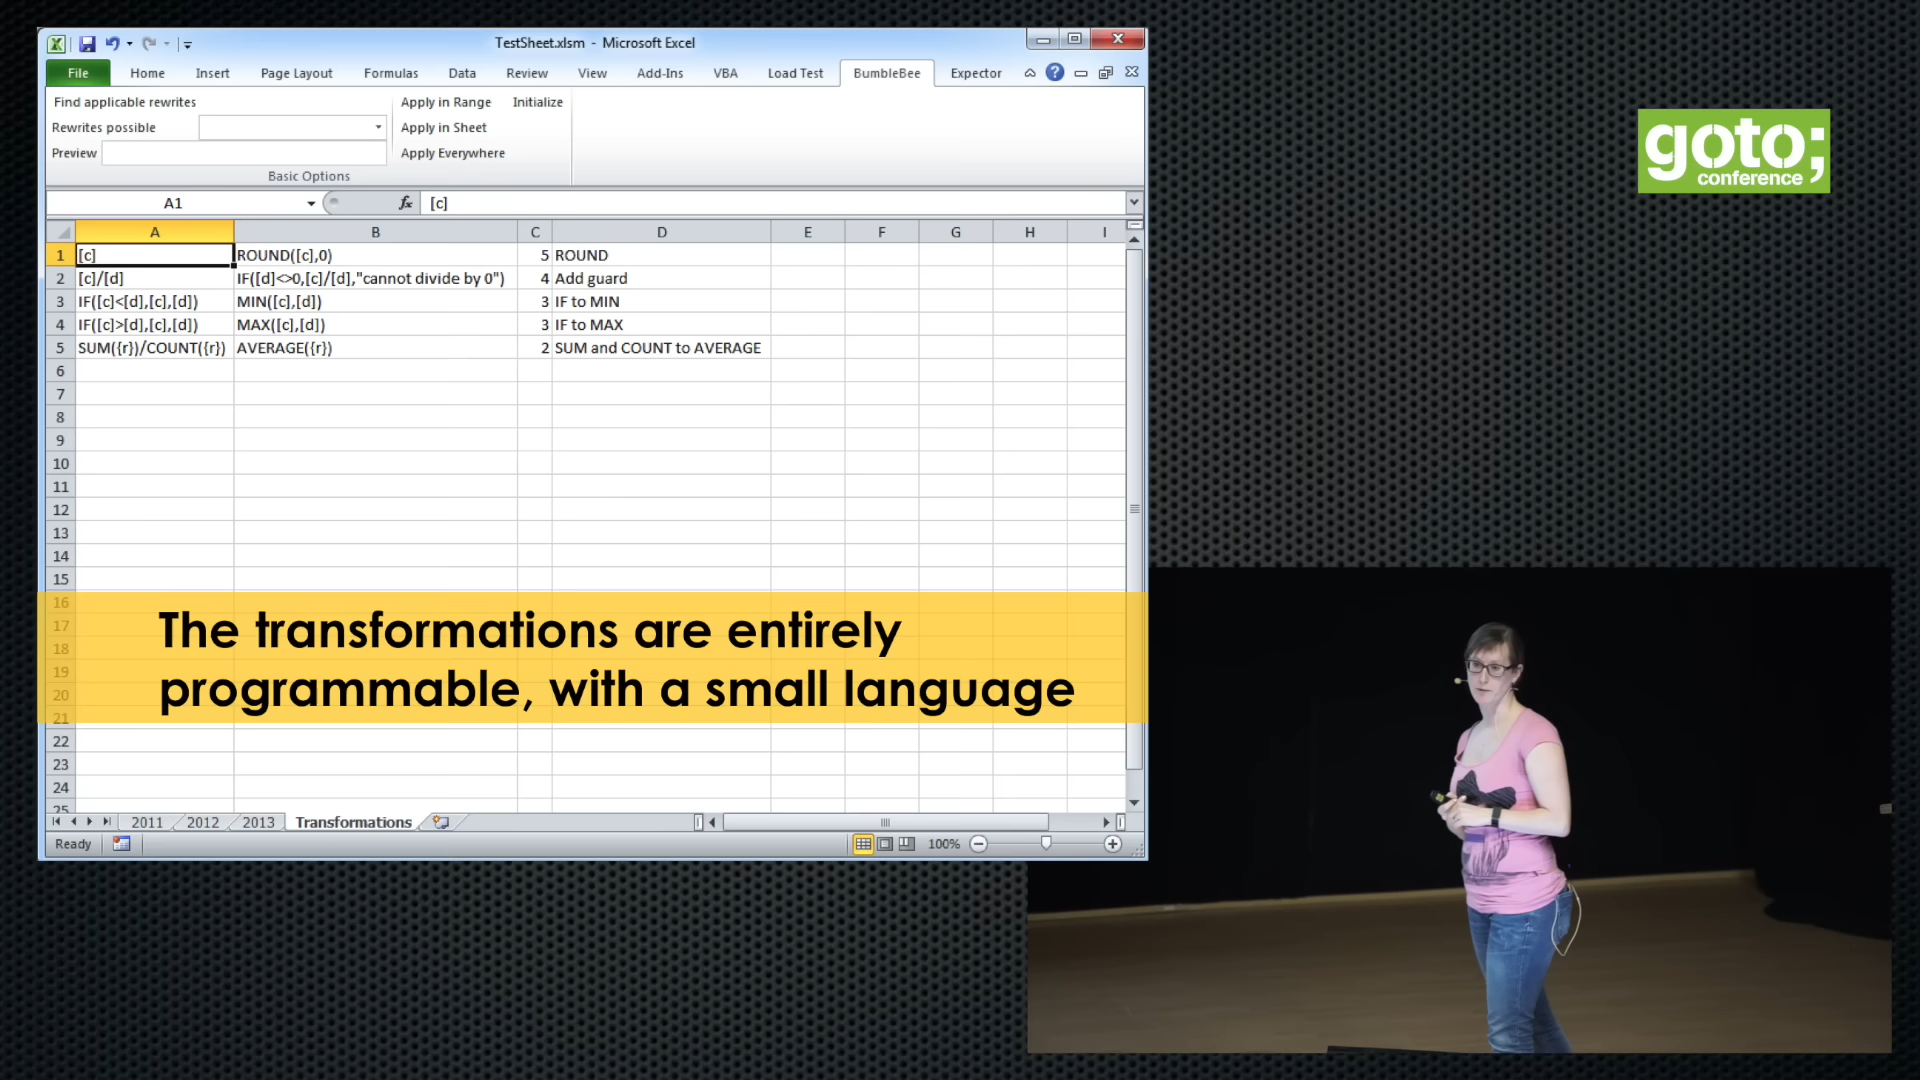 TestSheet.xlsm - Microsoft Excel
File Home Insert Page Layout Formulas Data Review View Add-Ins VBA Load Test BumbleBee Expector
Find applicable rewrites
Rewrites possible
Preview
Apply in Range Initialize
Apply in Sheet
Apply Everywhere
Basic Options
A1 fx [c]
A B C D E F G H I
1 [c] ROUND([c],0) 5 ROUND
2 [c]/[d] IF([d]<>0,[c]/[d],"cannot divide by 0") 4 Add guard
3 IF([c]<[d],[c],[d]) MIN([c],[d]) 3 IF to MIN
4 IF([c]>[d],[c],[d]) MAX([c],[d]) 3 IF to MAX
5 SUM({r})/COUNT({r}) AVERAGE({r}) 2 SUM and COUNT to AVERAGE
6
7
8
9
10
11
12
13
14
15
16
17
18
19
20
21
22
23
24
25
The transformations are entirely
programmable, with a small language
2011 2012 2013 Transformations
Ready 100%
goto;
conference